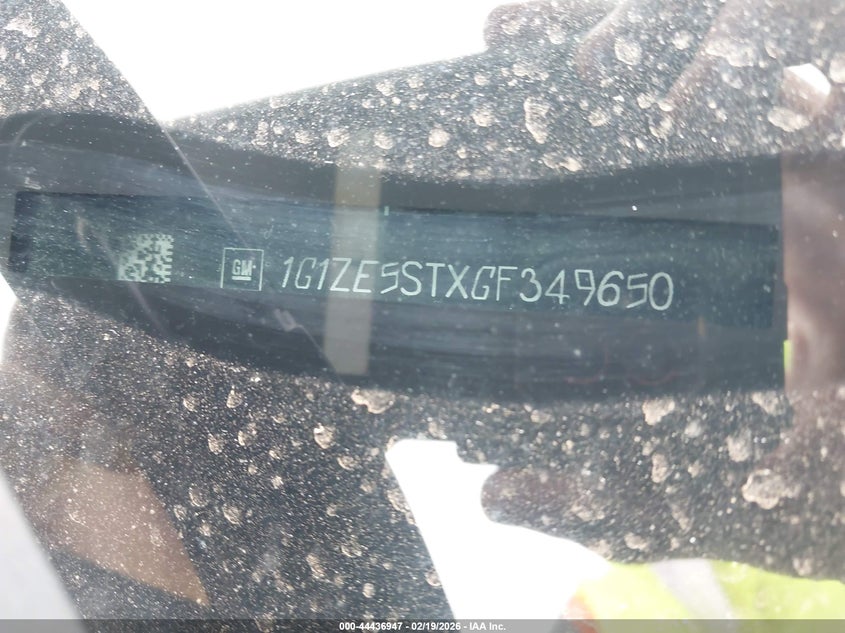 GM 1G1ZE5STXGF349650
000-44436947 - 02/19/2026 - IAA Inc.